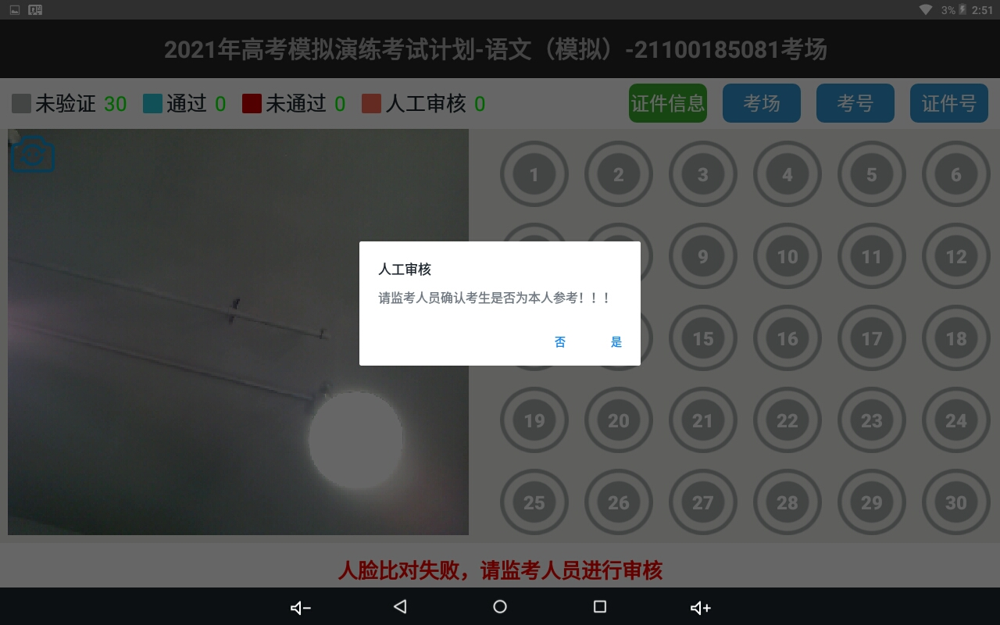 3% 2:51
2021年高考模拟演练考试计划-语文（模拟）-21100185081考场
未验证 30 通过 0 未通过 0 人工审核 0 证件信息 考场 考号 证件号
1 2 3 4 5 6
9 10 11 12
人工审核
请监考人员确认考生是否为本人参考！！！
否 是
15 16 17 18
19 20 21 22 23 24
25 26 27 28 29 30
人脸比对失败，请监考人员进行审核